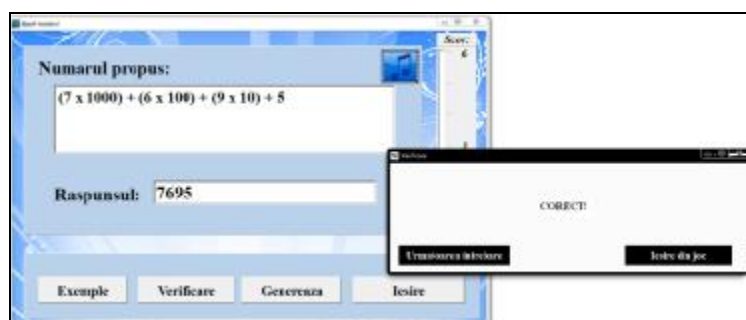 Scor:
6
Numarul propus:
(7 x 1000) + (6 x 100) + (9 x 10) + 5
Raspunsul: 7695
CORECT!
Urmatoarea intrebare
Iesire din joc
Exemple
Verificare
Genereaza
Iesire